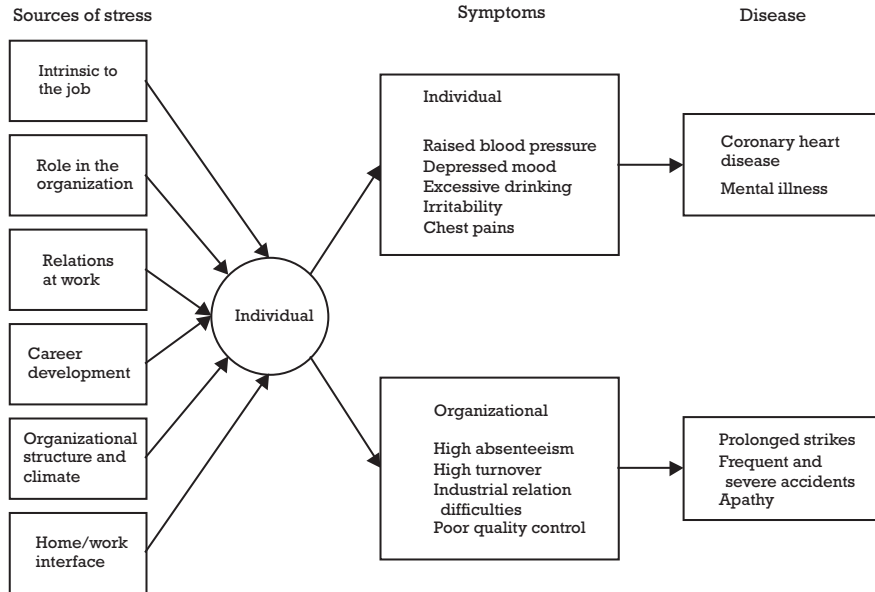 Sources of stress
Symptoms
Disease
Intrinsic to
the job
Role in the
organization
Relations
at work
Career
development
Organizational
structure and
climate
Home/work
interface
Individual
Individual
Raised blood pressure
Depressed mood
Excessive drinking
Irritability
Chest pains
Organizational
High absenteeism
High turnover
Industrial relation
difficulties
Poor quality control
Coronary heart
disease
Mental illness
Prolonged strikes
Frequent and
severe accidents
Apathy